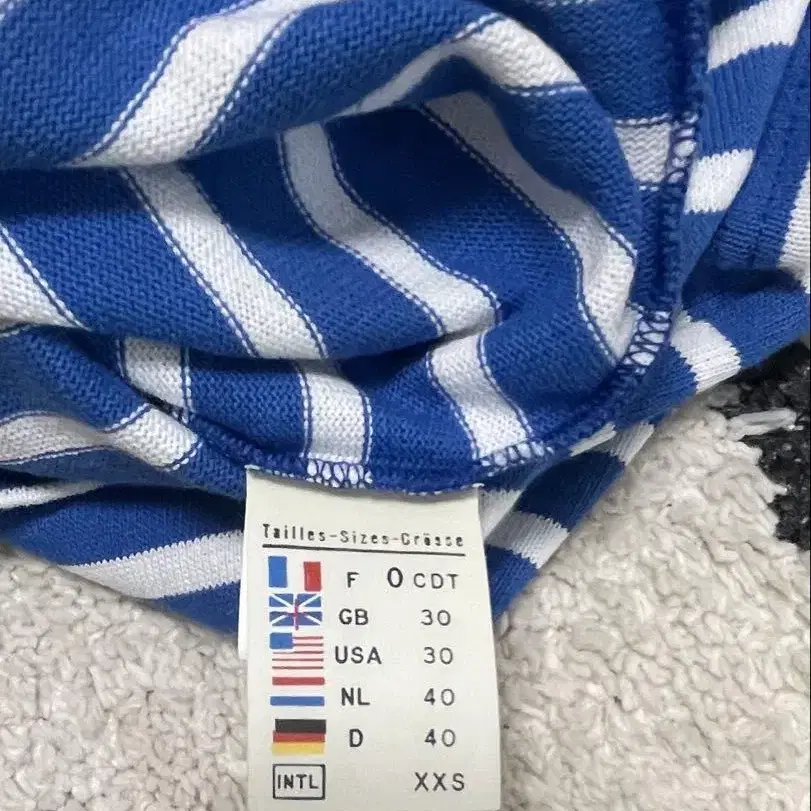 Tailles-Sizes-Grösse
F 0 CDT
GB 30
USA 30
NL 40
D 40
INTL XXS